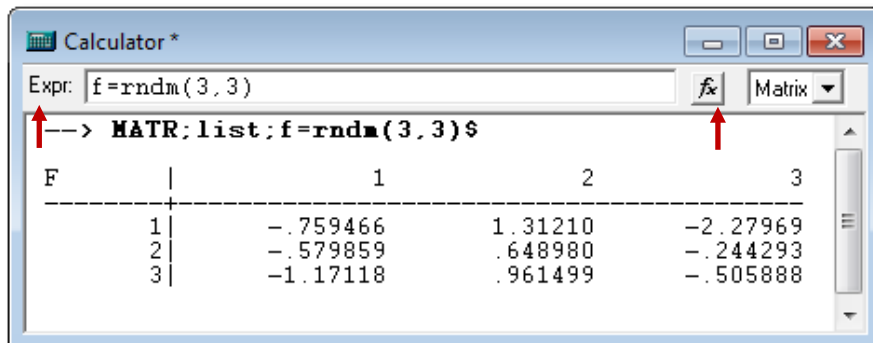 Calculator *
Expr: f=rndm(3,3) fx Matrix
--> MATR;list;f=rndm(3,3)$
F | 1 2 3
--------+------------------------------------------
1| -.759466 1.31210 -2.27969
2| -.579859 .648980 -.244293
3| -1.17118 .961499 -.505888